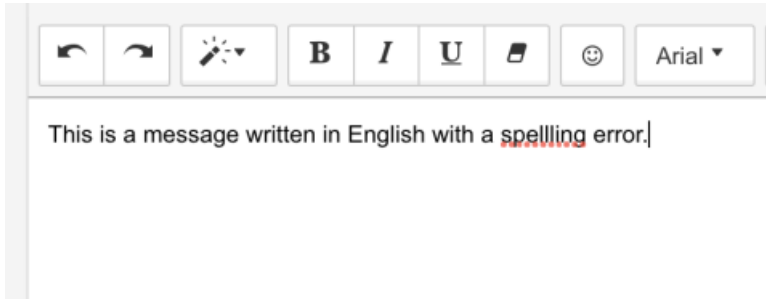 B I U Arial
This is a message written in English with a spellling error.